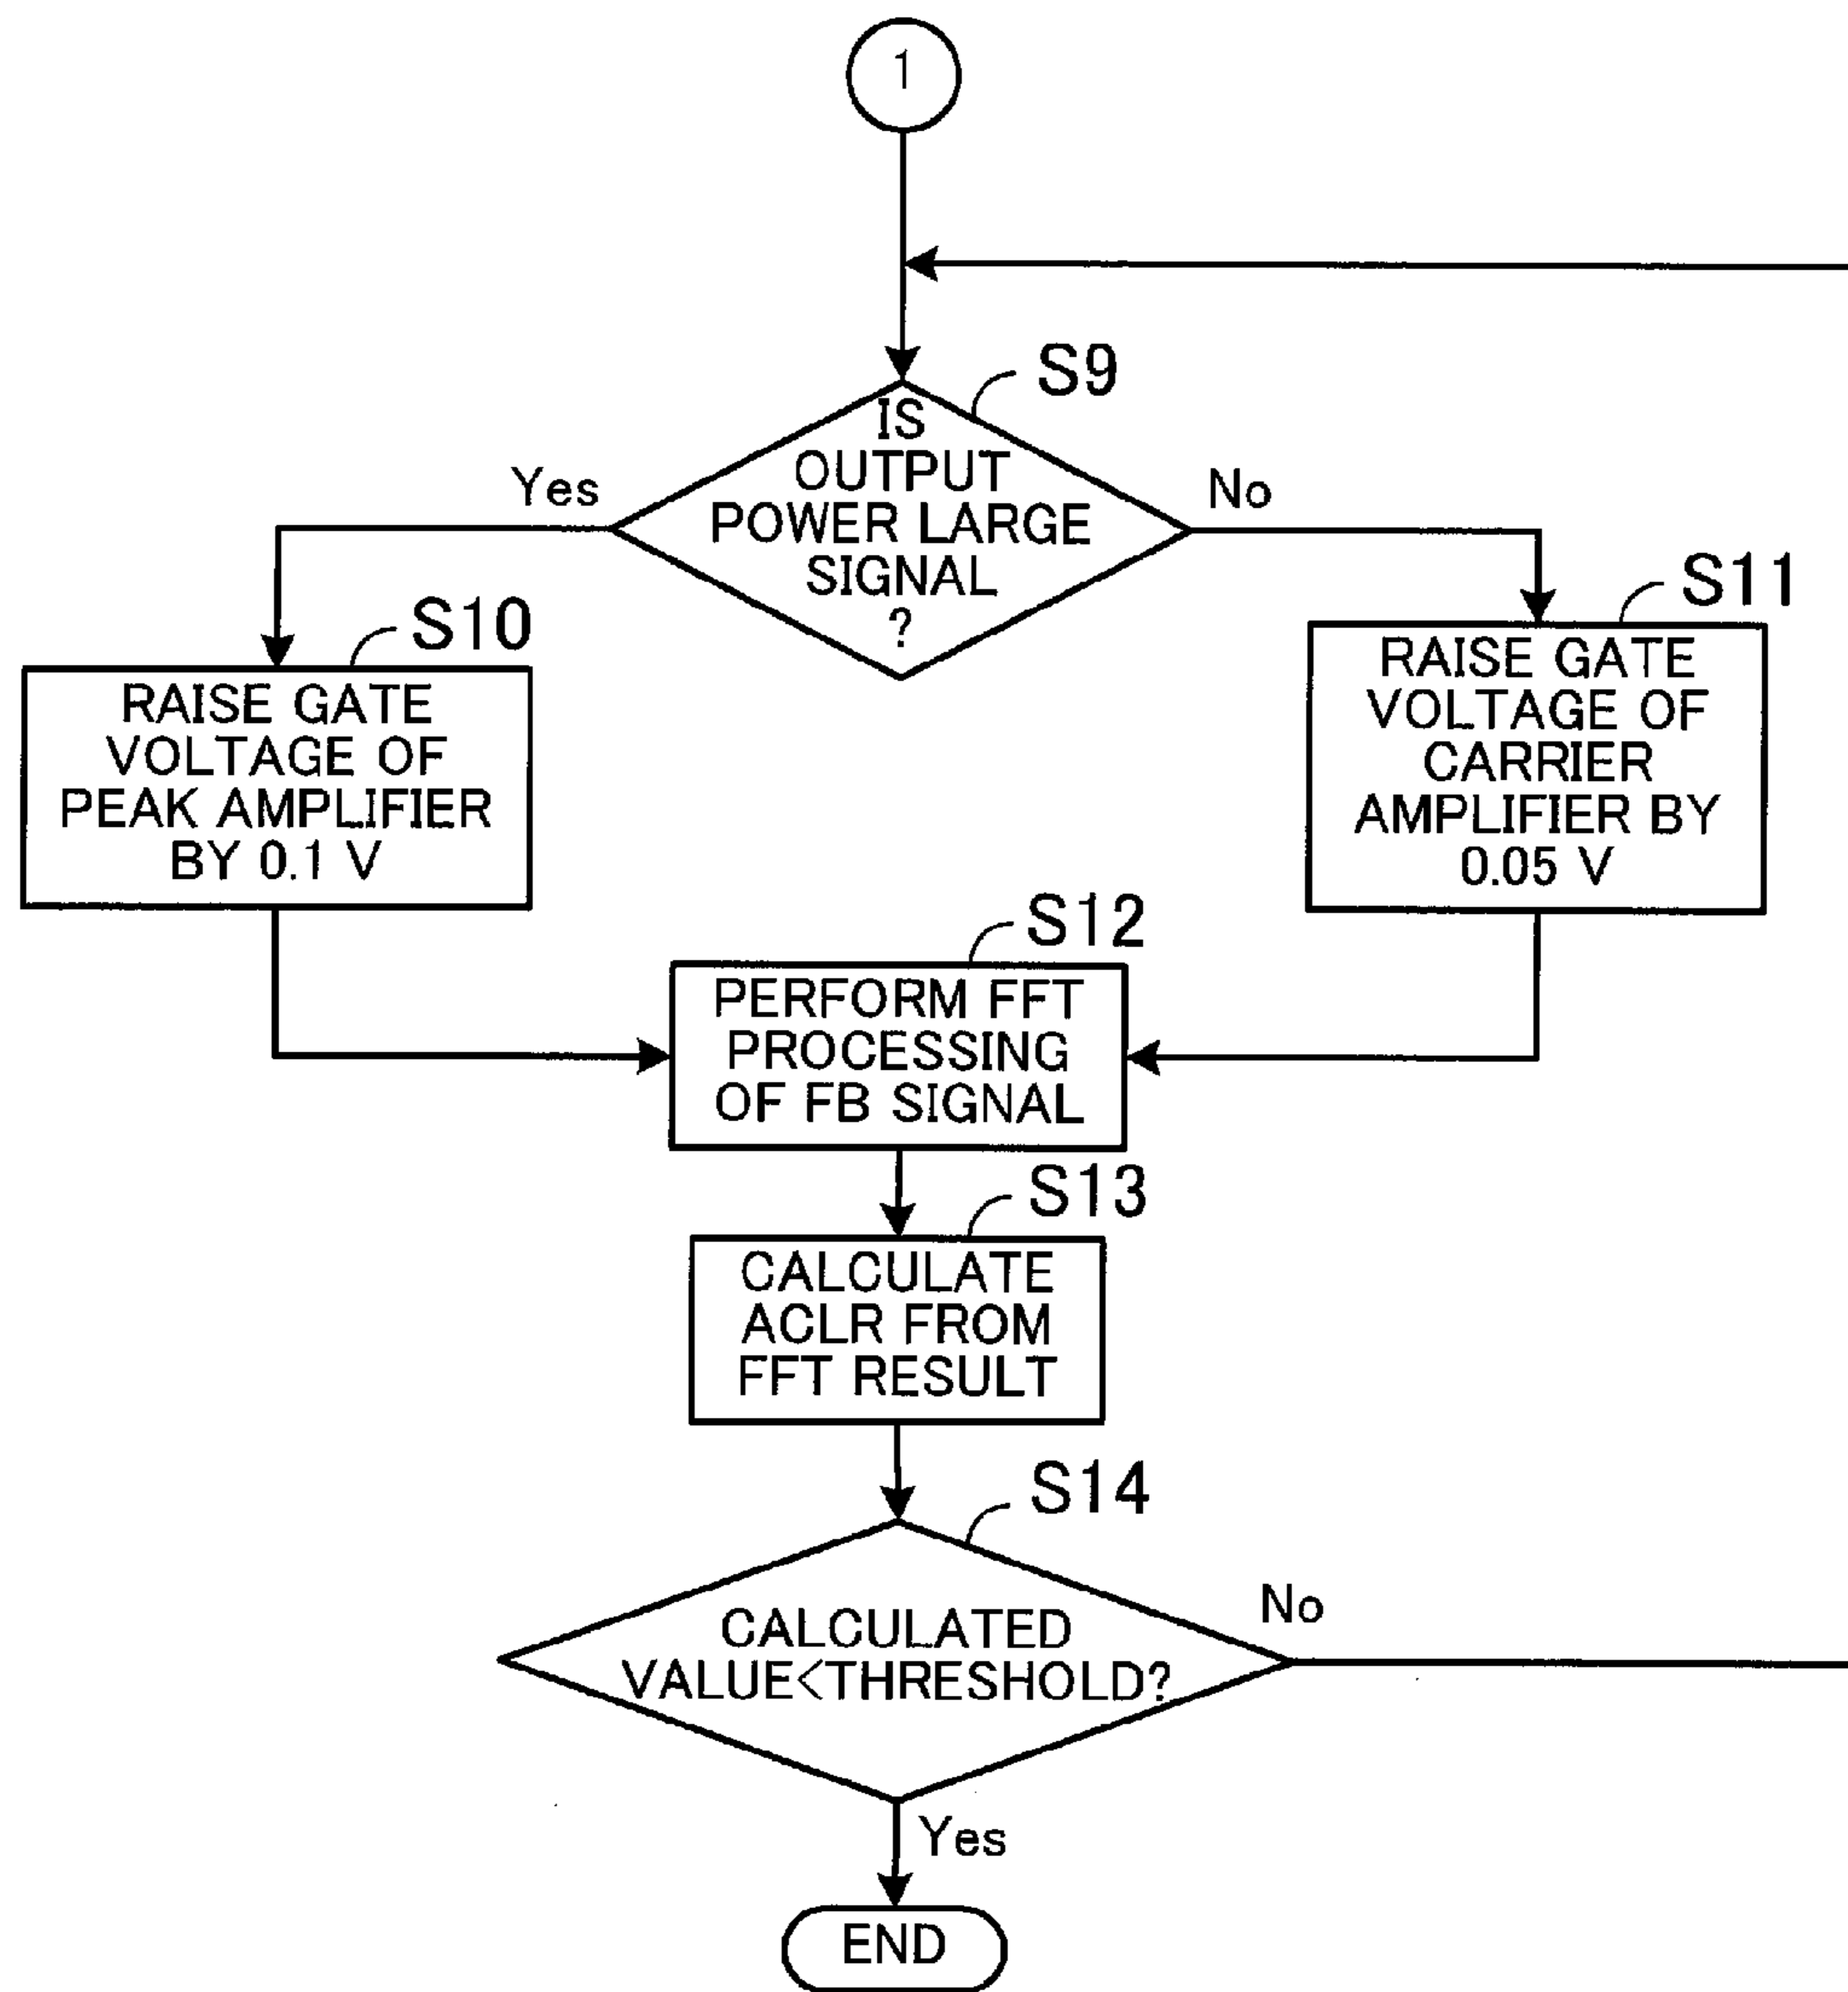 1
S9
IS
OUTPUT
POWER LARGE
SIGNAL
?
Yes
No
S10
RAISE GATE
VOLTAGE OF
PEAK AMPLIFIER
BY 0.1 V
S11
RAISE GATE
VOLTAGE OF
CARRIER
AMPLIFIER BY
0.05 V
S12
PERFORM FFT
PROCESSING
OF FB SIGNAL
S13
CALCULATE
ACLR FROM
FFT RESULT
S14
CALCULATED
VALUE<THRESHOLD?
No
Yes
END